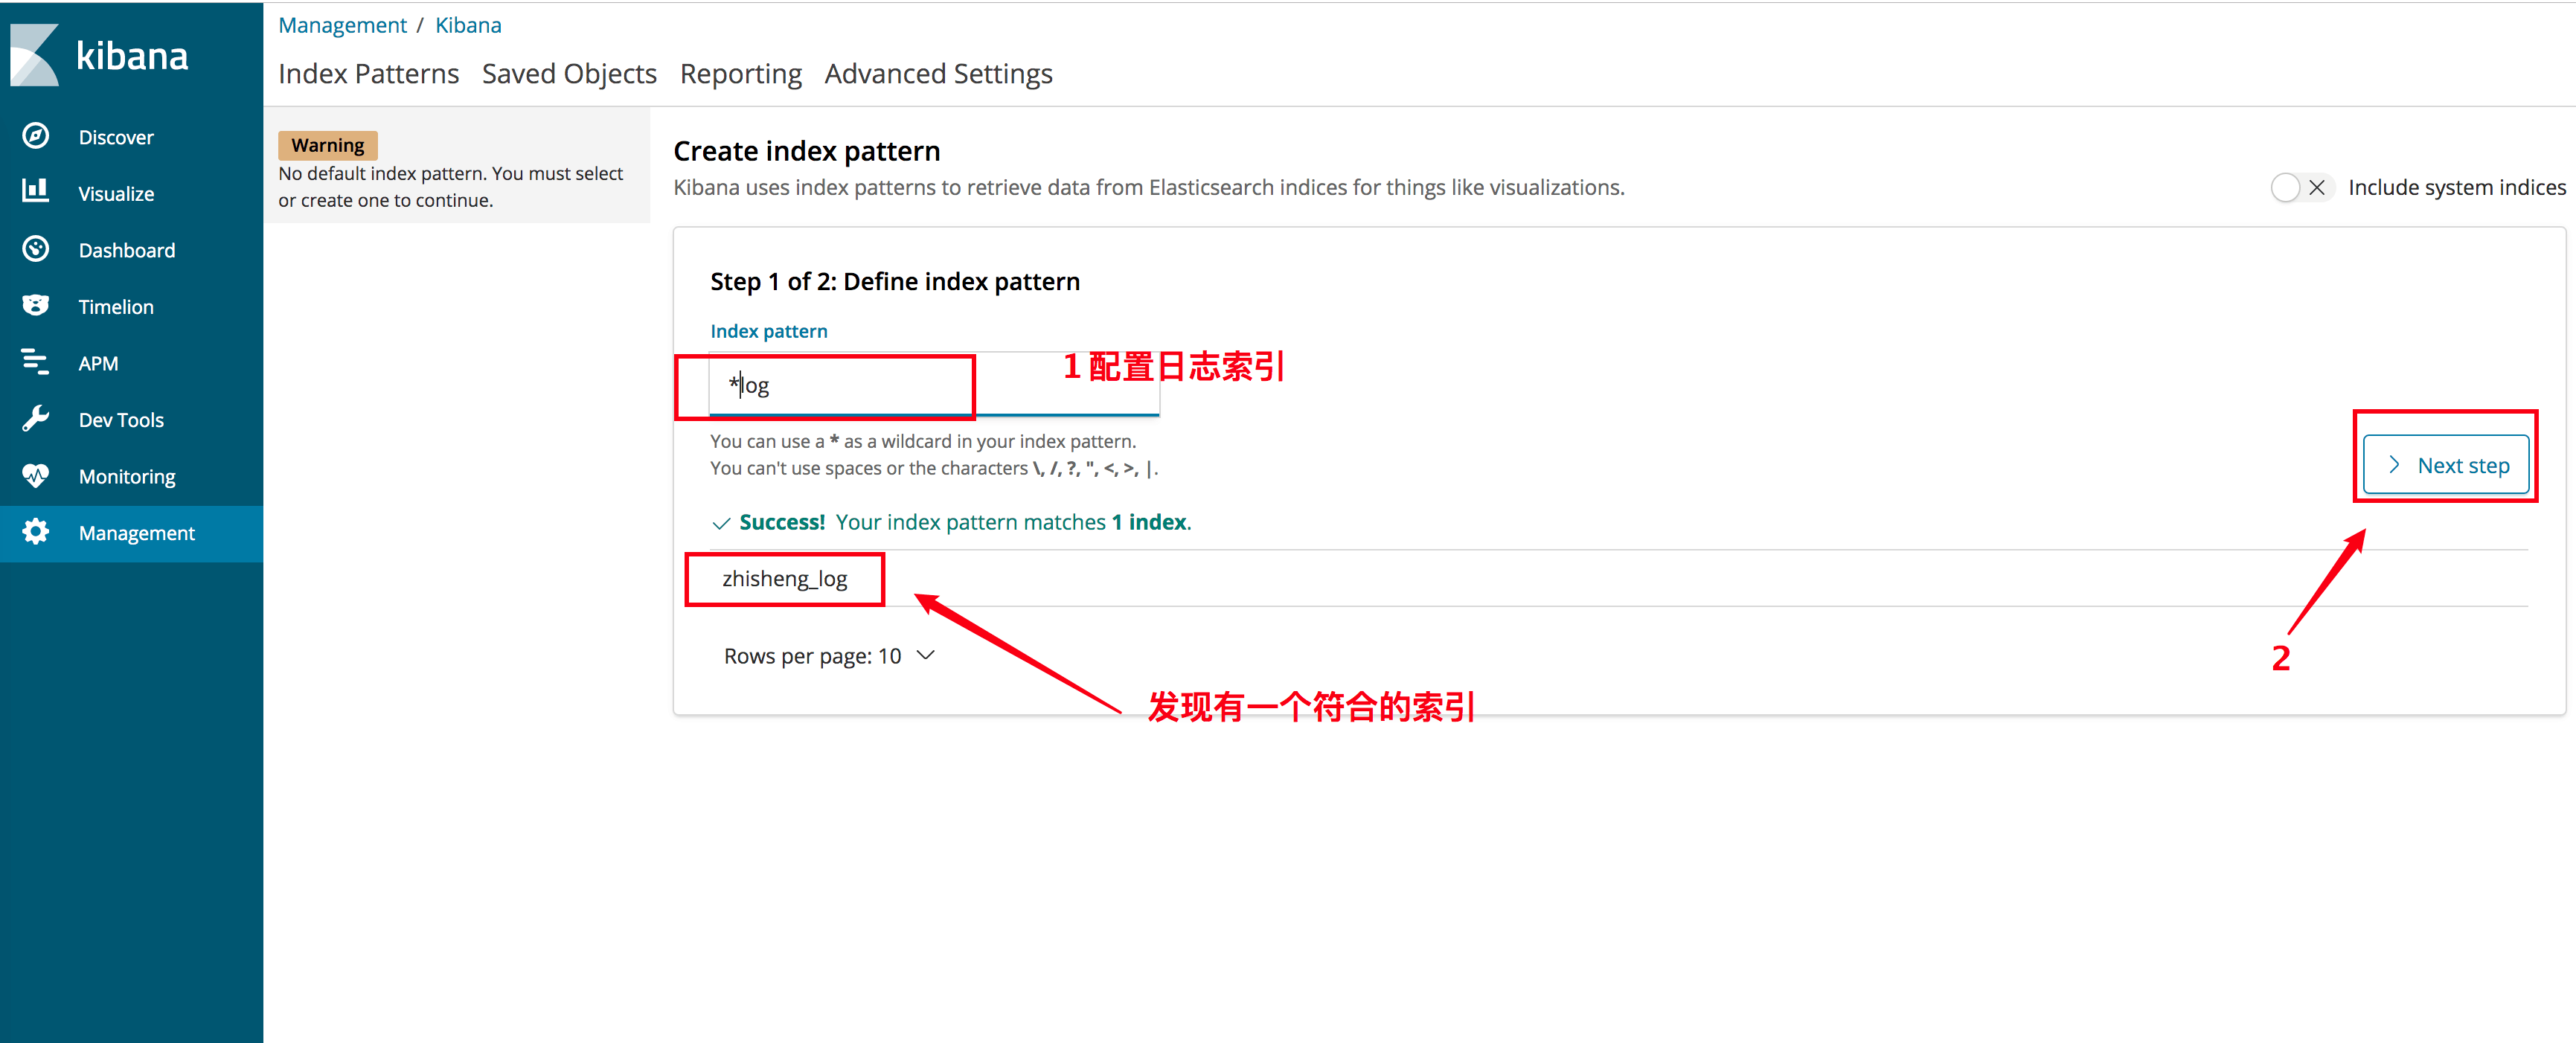 kibana
Discover
Visualize
Dashboard
Timelion
APM
Dev Tools
Monitoring
Management
Management / Kibana
Index Patterns Saved Objects Reporting Advanced Settings
Warning
No default index pattern. You must select
or create one to continue.
Create index pattern
Kibana uses index patterns to retrieve data from Elasticsearch indices for things like visualizations.
Include system indices
Step 1 of 2: Define index pattern
Index pattern
*log
1 配置日志索引
You can use a * as a wildcard in your index pattern.
You can't use spaces or the characters \, /, ?, ", <, >, |.
Next step
Success! Your index pattern matches 1 index.
zhisheng_log
2
Rows per page: 10
发现有一个符合的索引